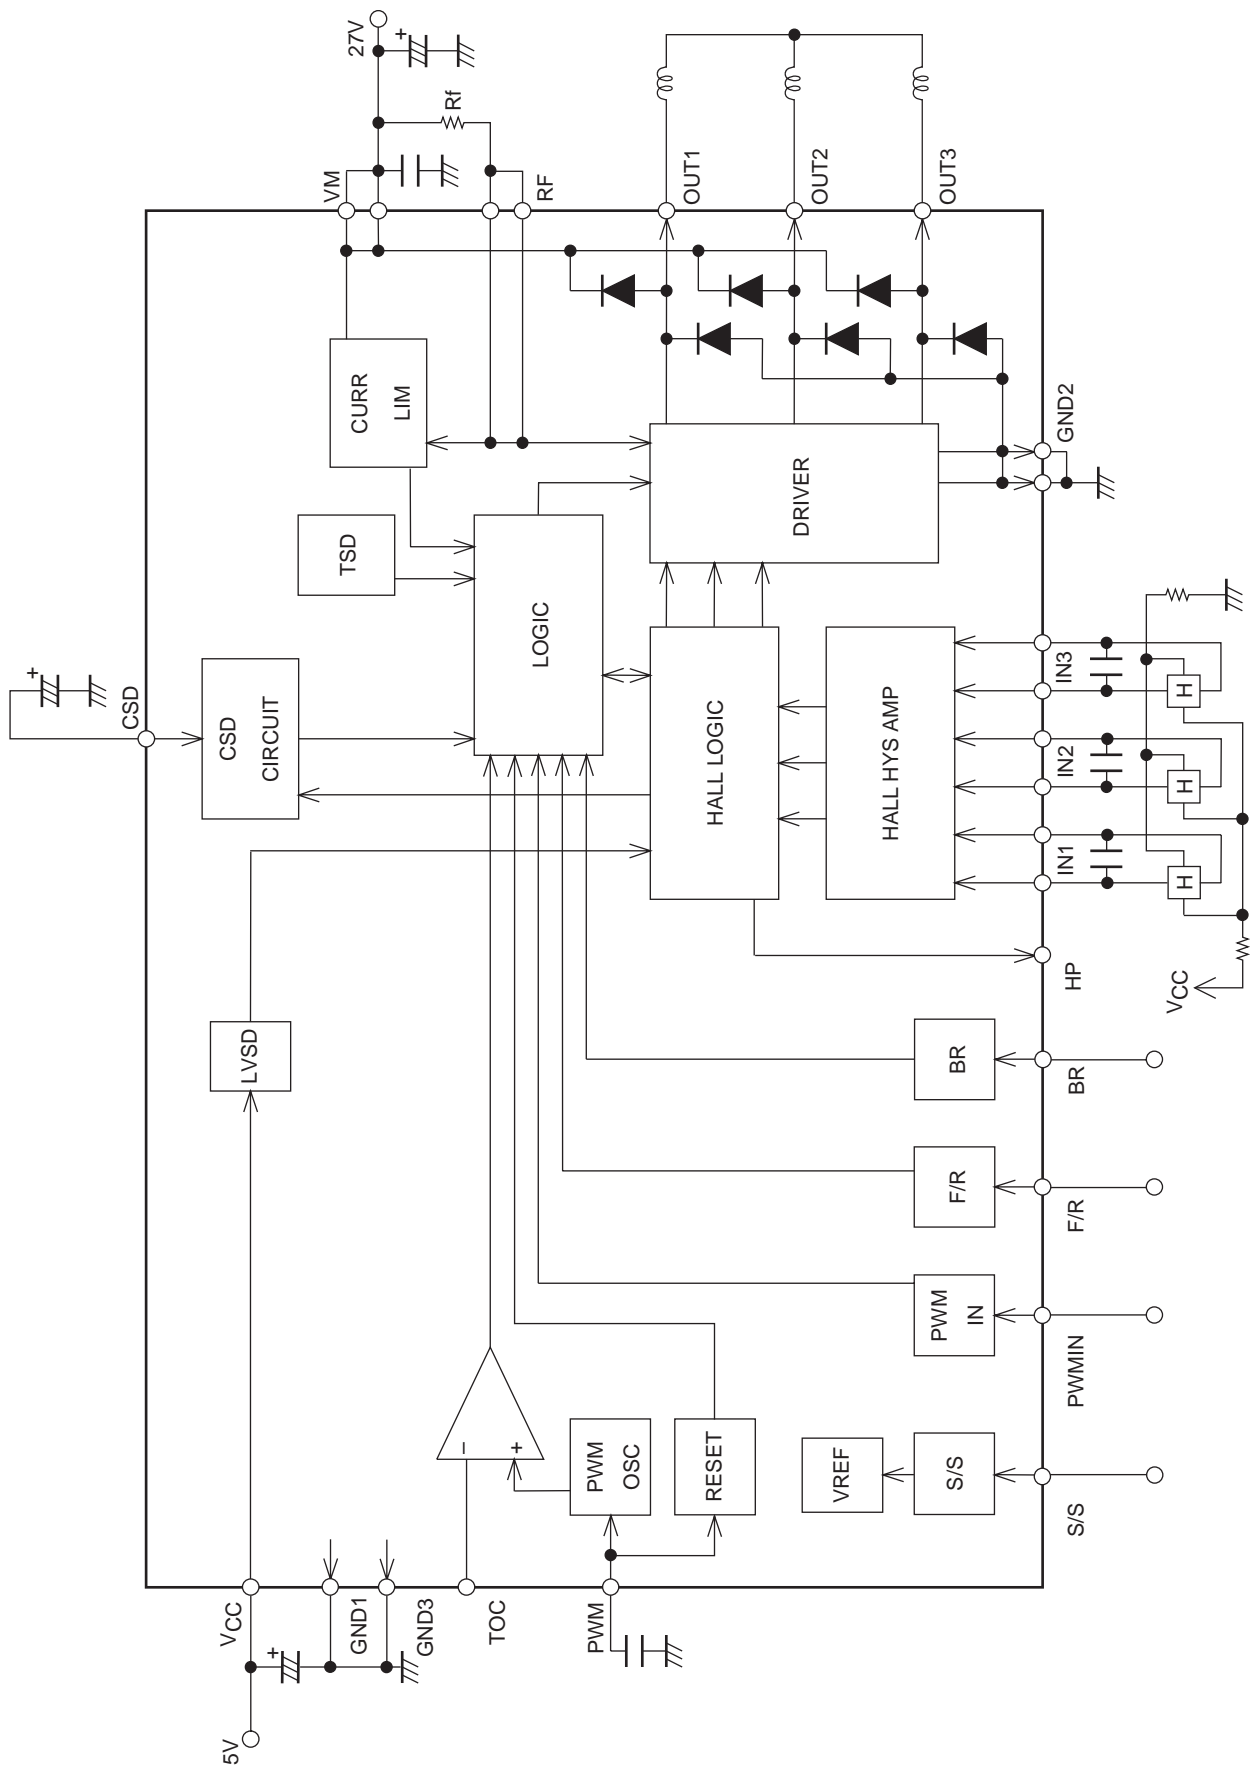 +
CSD
5V
VCC
+
LVSD
CSD
CIRCUIT
GND1
GND3
TSD
CURR
LIM
VM
27V
+
Rf
TOC
−
+
LOGIC
RF
PWM
PWM
OSC
RESET
HALL LOGIC
DRIVER
OUT1
OUT2
OUT3
VREF
S/S
PWM
IN
F/R
BR
HALL HYS AMP
S/S
PWMIN
F/R
BR
HP
IN1
IN2
IN3
GND2
VCC
H
H
H